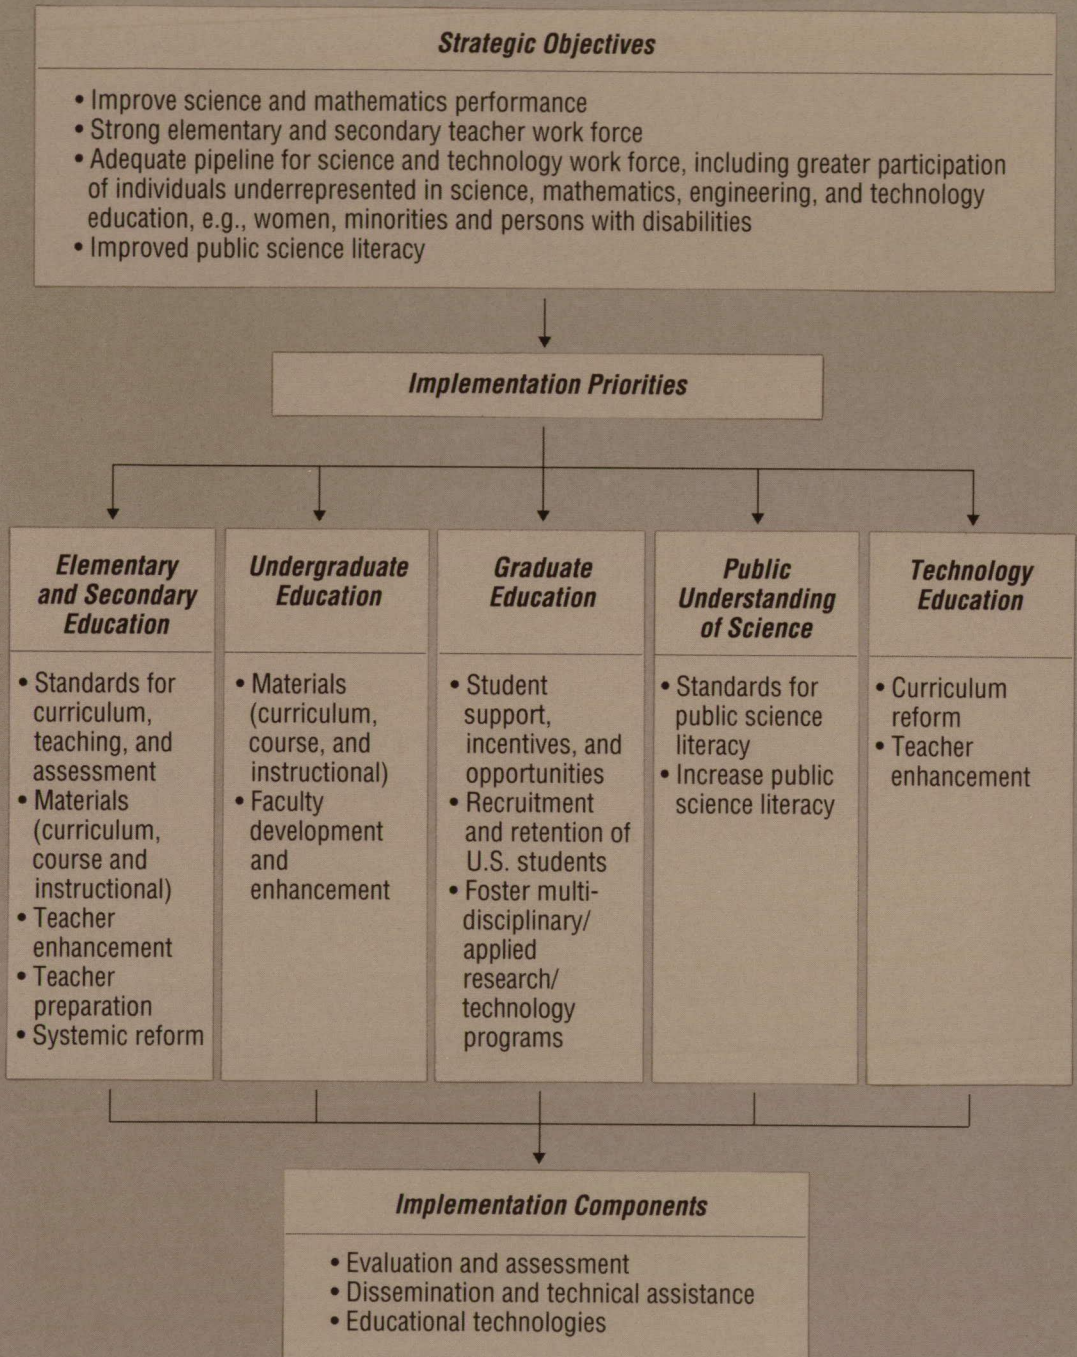 Strategic Objectives
• Improve science and mathematics performance
• Strong elementary and secondary teacher work force
• Adequate pipeline for science and technology work force, including greater participation
of individuals underrepresented in science, mathematics, engineering, and technology
education, e.g., women, minorities and persons with disabilities
• Improved public science literacy
Implementation Priorities
Elementary
and Secondary
Education
• Standards for
curriculum,
teaching, and
assessment
• Materials
(curriculum,
course and
instructional)
• Teacher
enhancement
• Teacher
preparation
• Systemic reform
Undergraduate
Education
• Materials
(curriculum,
course, and
instructional)
• Faculty
development
and
enhancement
Graduate
Education
• Student
support,
incentives, and
opportunities
• Recruitment
and retention of
U.S. students
• Foster multi-
disciplinary/
applied
research/
technology
programs
Public
Understanding
of Science
• Standards for
public science
literacy
• Increase public
science literacy
Technology
Education
• Curriculum
reform
• Teacher
enhancement
Implementation Components
• Evaluation and assessment
• Dissemination and technical assistance
• Educational technologies